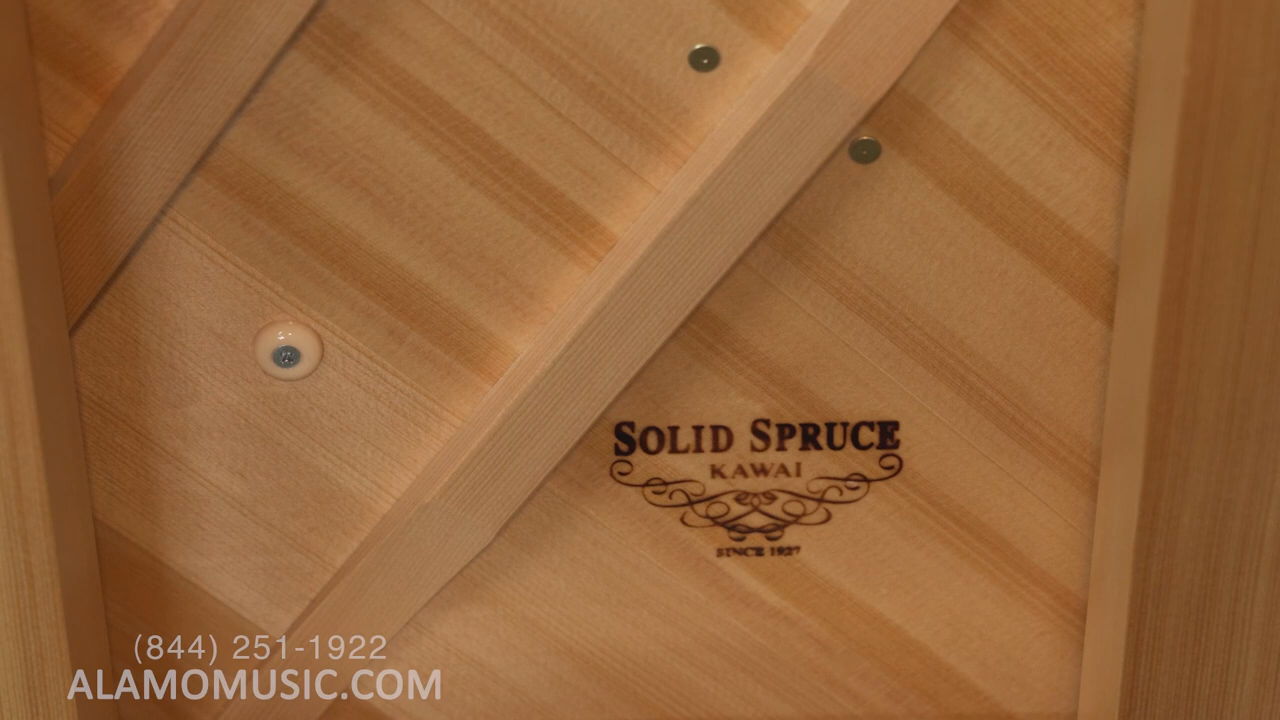 SOLID SPRUCE
KAWAI
SINCE 1927
(844) 251-1922
ALAMOMUSIC.COM